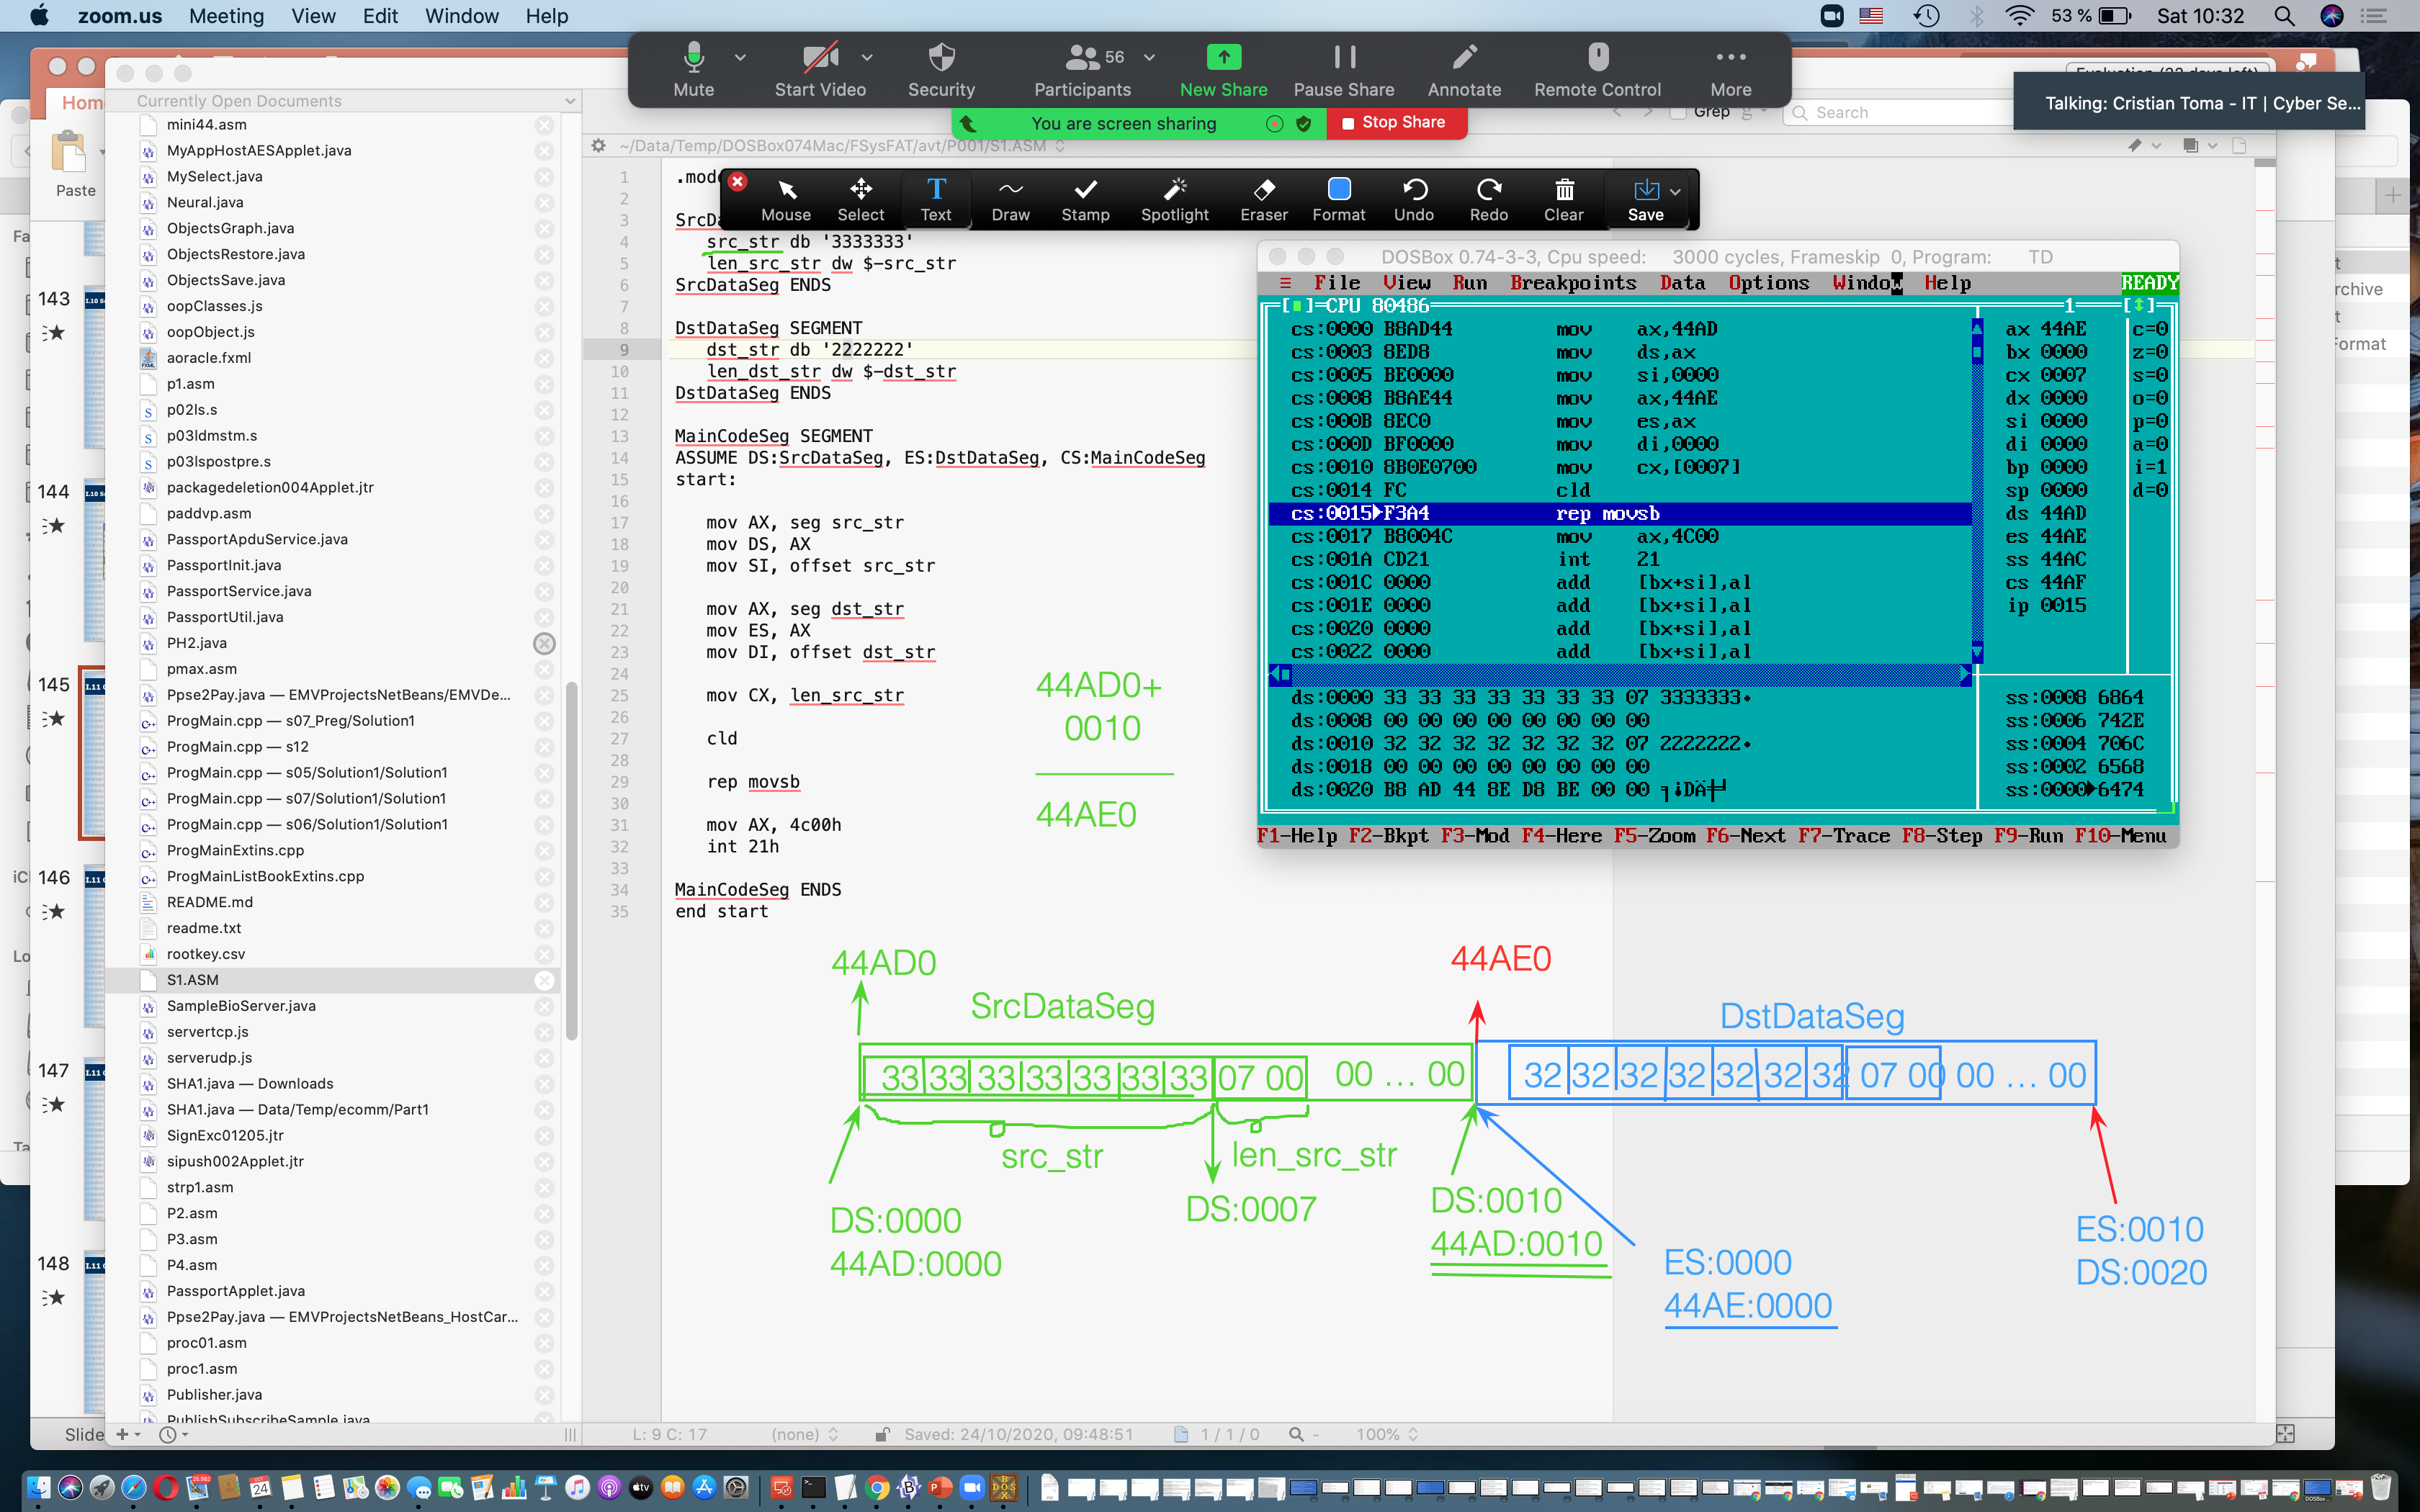 zoom.us Meeting View Edit Window Help
53 % Sat 10:32
Mute Start Video Security Participants 56 New Share Pause Share Annotate Remote Control More
You are screen sharing Stop Share
Talking: Cristian Toma - IT | Cyber Se...
Mouse Select Text Draw Stamp Spotlight Eraser Format Undo Redo Clear Save
Paste
143
144
145
146
147
148
Slide
Currently Open Documents
mini44.asm
MyAppHostAESApplet.java
MySelect.java
Neural.java
ObjectsGraph.java
ObjectsRestore.java
ObjectsSave.java
oopClasses.js
oopObject.js
aoracle.fxml
p1.asm
p02ls.s
p03ldmstm.s
p03lspostpre.s
packagedeletion004Applet.jtr
paddvp.asm
PassportApduService.java
PassportInit.java
PassportService.java
PassportUtil.java
PH2.java
pmax.asm
Ppse2Pay.java — EMVProjectsNetBeans/EMVDe...
ProgMain.cpp — s07_Preg/Solution1
ProgMain.cpp — s12
ProgMain.cpp — s05/Solution1/Solution1
ProgMain.cpp — s07/Solution1/Solution1
ProgMain.cpp — s06/Solution1/Solution1
ProgMainExtins.cpp
ProgMainListBookExtins.cpp
README.md
readme.txt
rootkey.csv
S1.ASM
SampleBioServer.java
servertcp.js
serverudp.js
SHA1.java — Downloads
SHA1.java — Data/Temp/ecomm/Part1
SignExc01205.jtr
sipush002Applet.jtr
strp1.asm
P2.asm
P3.asm
P4.asm
PassportApplet.java
Ppse2Pay.java — EMVProjectsNetBeans_HostCar...
proc01.asm
proc1.asm
Publisher.java
PublishSubscribeSample.java
Grep Search
~/Data/Temp/DOSBox074Mac/FSysFAT/avt/P001/S1.ASM
1
2
3
4 src_str db '3333333'
5 len_src_str dw $-src_str
6 SrcDataSeg ENDS
7
8 DstDataSeg SEGMENT
9 dst_str db '2222222'
10 len_dst_str dw $-dst_str
11 DstDataSeg ENDS
12
13 MainCodeSeg SEGMENT
14 ASSUME DS:SrcDataSeg, ES:DstDataSeg, CS:MainCodeSeg
15 start:
16
17 mov AX, seg src_str
18 mov DS, AX
19 mov SI, offset src_str
20
21 mov AX, seg dst_str
22 mov ES, AX
23 mov DI, offset dst_str
24
25 mov CX, len_src_str
26
27 cld
28
29 rep movsb
30
31 mov AX, 4c00h
32 int 21h
33
34 MainCodeSeg ENDS
35 end start
44AD0+
0010
44AE0
DOSBox 0.74-3-3, Cpu speed: 3000 cycles, Frameskip 0, Program: TD
≡ File View Run Breakpoints Data Options Window Help READY
CPU 80486 1
cs:0000 B8AD44 mov ax,44AD ax 44AE c=0
cs:0003 8ED8 mov ds,ax bx 0000 z=0
cs:0005 BE0000 mov si,0000 cx 0007 s=0
cs:0008 B8AE44 mov ax,44AE dx 0000 o=0
cs:000B 8EC0 mov es,ax si 0000 p=0
cs:000D BF0000 mov di,0000 di 0000 a=0
cs:0010 8B0E0700 mov cx,[0007] bp 0000 i=1
cs:0014 FC cld sp 0000 d=0
cs:0015►F3A4 rep movsb ds 44AD
cs:0017 B8004C mov ax,4C00 es 44AE
cs:001A CD21 int 21 ss 44AC
cs:001C 0000 add [bx+si],al cs 44AF
cs:001E 0000 add [bx+si],al ip 0015
cs:0020 0000 add [bx+si],al
cs:0022 0000 add [bx+si],al
ds:0000 33 33 33 33 33 33 33 07 3333333• ss:0008 6864
ds:0008 00 00 00 00 00 00 00 00 ss:0006 742E
ds:0010 32 32 32 32 32 32 32 07 2222222• ss:0004 706C
ds:0018 00 00 00 00 00 00 00 00 ss:0002 6568
ds:0020 B8 AD 44 8E D8 BE 00 00 ╕¡DÄ╪╛ ss:0000►6474
F1-Help F2-Bkpt F3-Mod F4-Here F5-Zoom F6-Next F7-Trace F8-Step F9-Run F10-Menu
44AD0 44AE0
SrcDataSeg DstDataSeg
33|33|33|33|33|33|33 07 00 00 ... 00 32|32|32|32|32|32|32 07 00 00 ... 00
src_str len_src_str
DS:0000 DS:0007 DS:0010 ES:0000 ES:0010
44AD:0000 44AD:0010 44AE:0000 DS:0020
L: 9 C: 17 (none) Saved: 24/10/2020, 09:48:51 1 / 1 / 0 100%